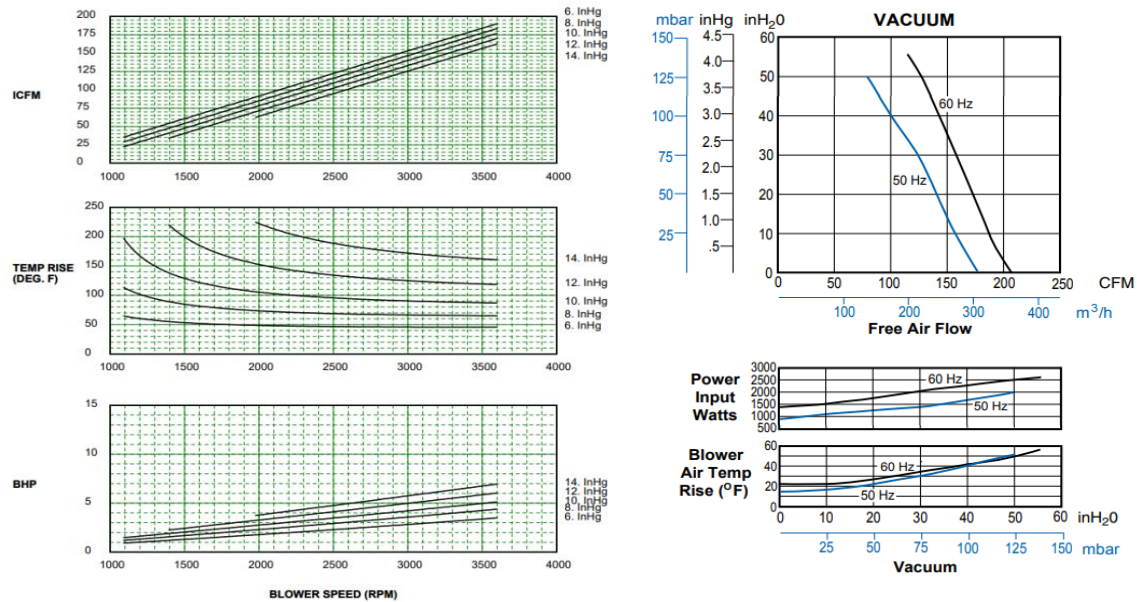 ICFM
200
175
150
125
100
75
50
25
0
6. InHg
8. InHg
10. InHg
12. InHg
14. InHg
1000 1500 2000 2500 3000 3500 4000
TEMP RISE
(DEG. F)
250
200
150
100
50
0
14. InHg
12. InHg
10. InHg
8. InHg
6. InHg
1000 1500 2000 2500 3000 3500 4000
BHP
15
10
5
0
14. InHg
12. InHg
10. InHg
8. InHg
6. InHg
1000 1500 2000 2500 3000 3500 4000
BLOWER SPEED (RPM)
mbar inHg inH20
VACUUM
150
125
100
75
50
25
4.5
4.0
3.5
3.0
2.5
2.0
1.5
1.0
.5
60
50
40
30
20
10
0
60 Hz
50 Hz
0 50 100 150 200 250 CFM
100 200 300 400 m³/h
Free Air Flow
Power
Input
Watts
3000
2500
2000
1500
1000
500
60 Hz
50 Hz
Blower
Air Temp
Rise (ºF)
60
40
20
0
60 Hz
50 Hz
0 10 20 30 40 50 60 inH20
25 50 75 100 125 150 mbar
Vacuum